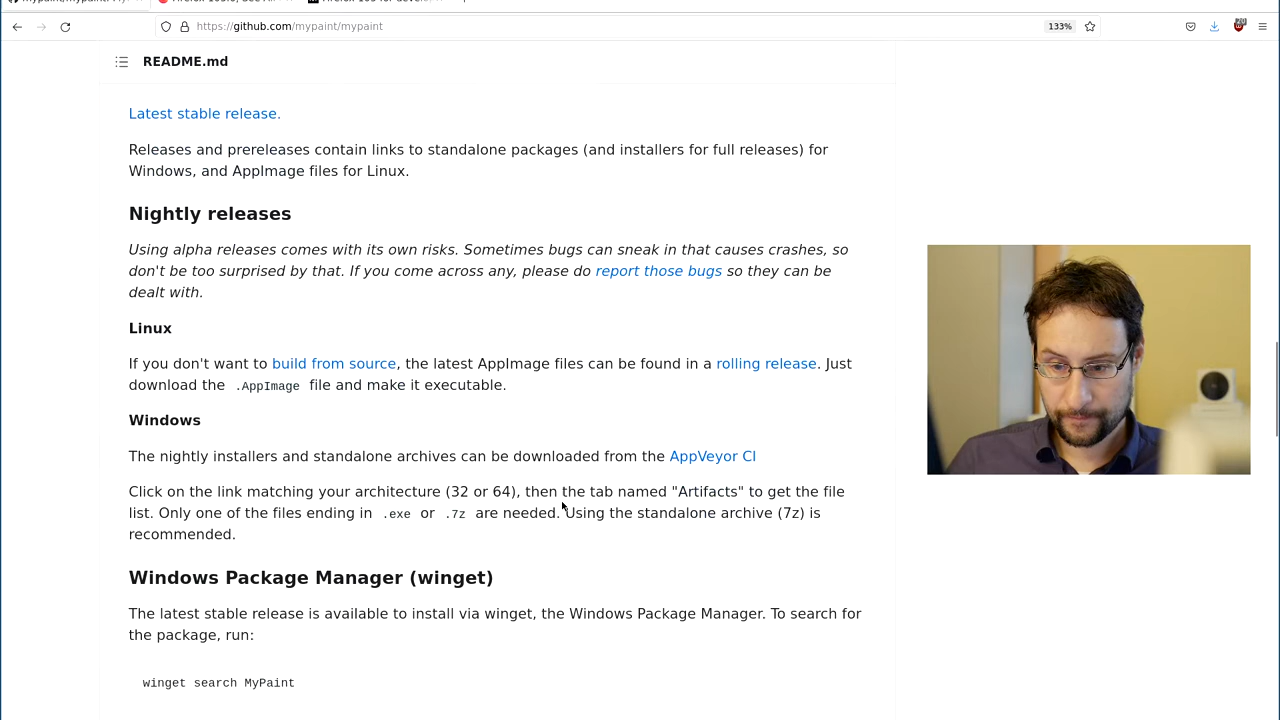 https://github.com/mypaint/mypaint
133%
README.md
Latest stable release.
Releases and prereleases contain links to standalone packages (and installers for full releases) for
Windows, and AppImage files for Linux.
Nightly releases
Using alpha releases comes with its own risks. Sometimes bugs can sneak in that causes crashes, so
don't be too surprised by that. If you come across any, please do report those bugs so they can be
dealt with.
Linux
If you don't want to build from source, the latest AppImage files can be found in a rolling release. Just
download the .AppImage file and make it executable.
Windows
The nightly installers and standalone archives can be downloaded from the AppVeyor CI
Click on the link matching your architecture (32 or 64), then the tab named "Artifacts" to get the file
list. Only one of the files ending in .exe or .7z are needed. Using the standalone archive (7z) is
recommended.
Windows Package Manager (winget)
The latest stable release is available to install via winget, the Windows Package Manager. To search for
the package, run:
winget search MyPaint